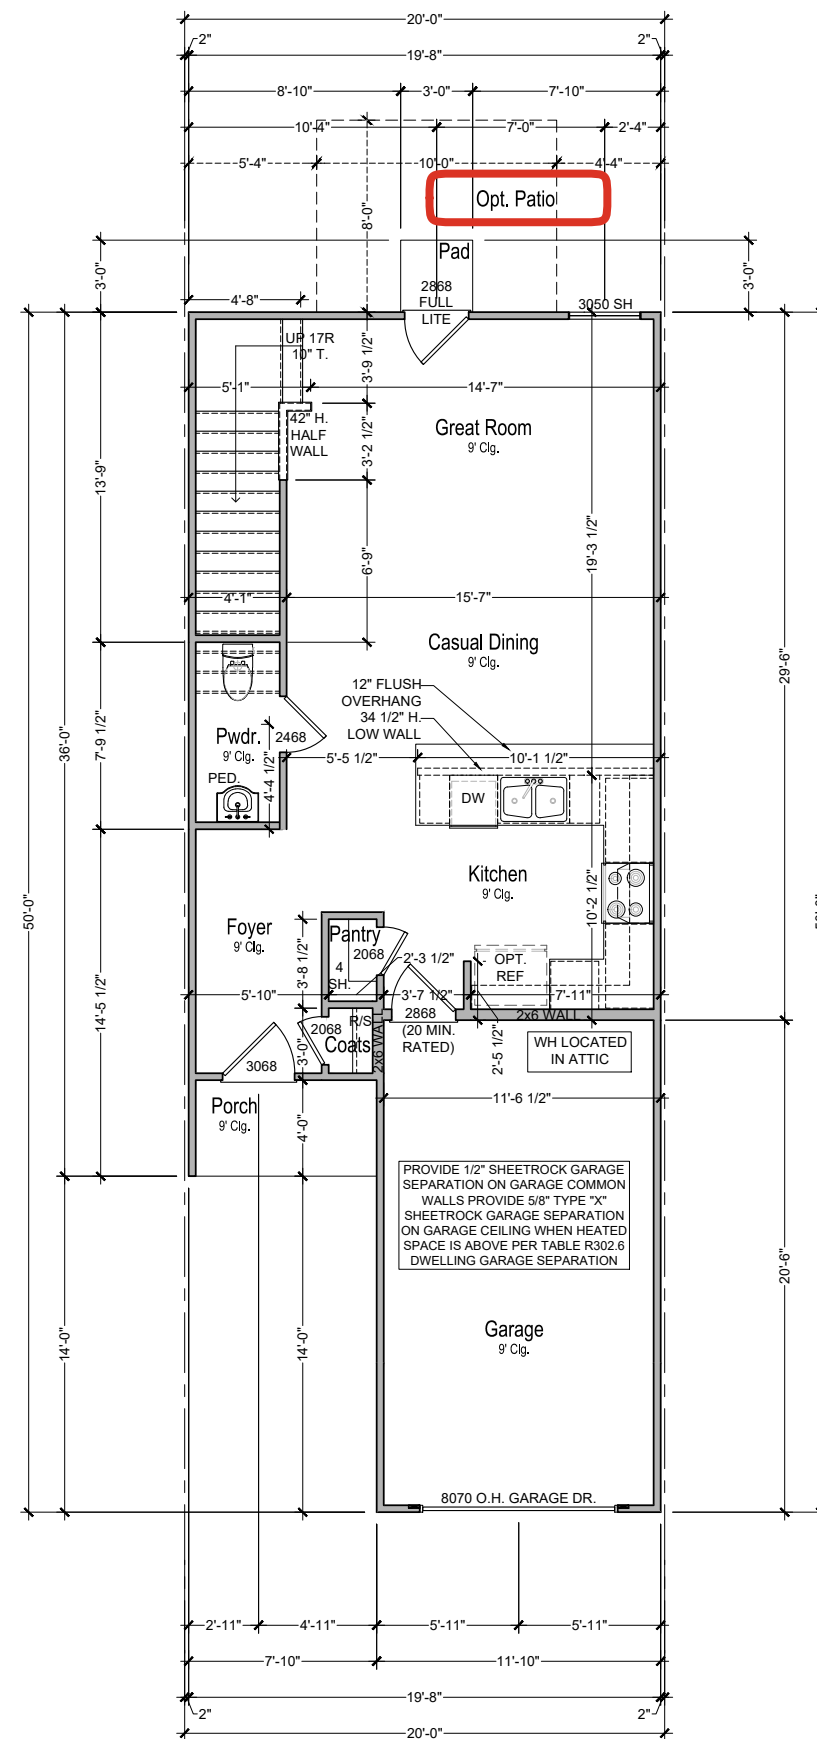 20'-0"
2"
2"
19'-8"
8'-10"
3'-0"
7'-10"
10'-4"
7'-0"
2'-4"
5'-4"
10'-0"
4'-4"
Opt. Patio
8'-0"
3'-0"
Pad
3'-0"
2868
FULL
LITE
4'-8"
3050 SH
UP 17R
10" T.
3'-9 1/2"
5'-1"
14'-7"
42" H.
HALF
WALL
Great Room
9' Clg.
3'-2 1/2"
13'-9"
19'-3 1/2"
6'-9"
4'-1"
15'-7"
Casual Dining
9' Clg.
29'-6"
12" FLUSH
OVERHANG
34 1/2" H.
LOW WALL
Pwdr.
9' Clg.
2468
36'-0"
7'-9 1/2"
5'-5 1/2"
10'-1 1/2"
PED.
4'-4 1/2"
DW
Kitchen
9' Clg.
10'-2 1/2"
50'-0"
Foyer
9' Clg.
Pantry
2068
4
SH.
3'-8 1/2"
2'-3 1/2"
OPT.
REF
5'-10"
3'-7 1/2"
7'-11"
14'-5 1/2"
R/S
2068
Coats
2x6 WALL
2868
(20 MIN.
RATED)
2x6 WALL
2'-5 1/2"
WH LOCATED
IN ATTIC
3'-0"
3068
Porch
9' Clg.
11'-6 1/2"
4'-0"
PROVIDE 1/2" SHEETROCK GARAGE
SEPARATION ON GARAGE COMMON
WALLS PROVIDE 5/8" TYPE "X"
SHEETROCK GARAGE SEPARATION
ON GARAGE CEILING WHEN HEATED
SPACE IS ABOVE PER TABLE R302.6
DWELLING GARAGE SEPARATION
20'-6"
Garage
9' Clg.
14'-0"
14'-0"
8070 O.H. GARAGE DR.
2'-11"
4'-11"
5'-11"
5'-11"
7'-10"
11'-10"
19'-8"
2"
2"
20'-0"